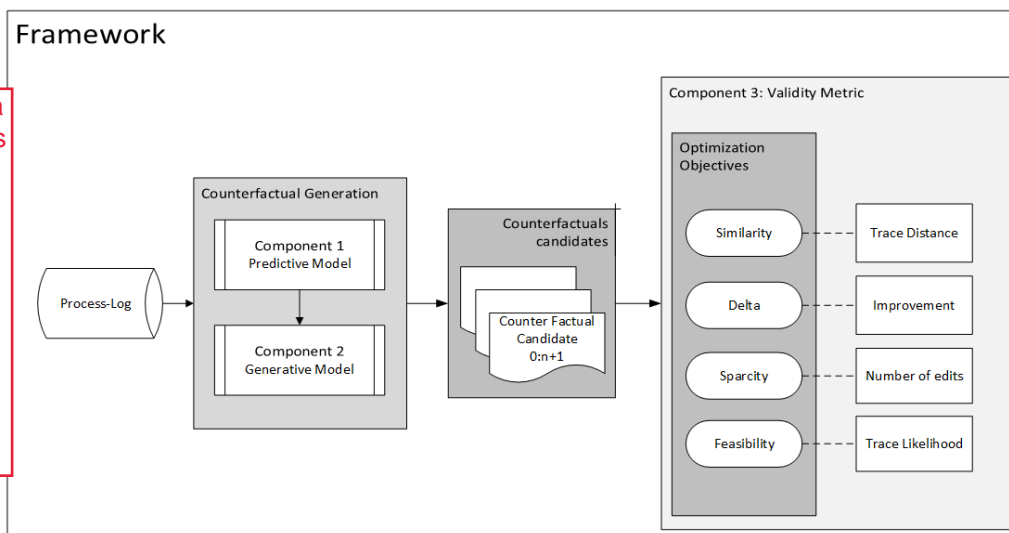 Framework
a
s
Process-Log
Counterfactual Generation
Component 1
Predictive Model
Component 2
Generative Model
Counterfactuals
candidates
Counter Factual
Candidate
0:n+1
Component 3: Validity Metric
Optimization
Objectives
Similarity
Trace Distance
Delta
Improvement
Sparcity
Number of edits
Feasibility
Trace Likelihood